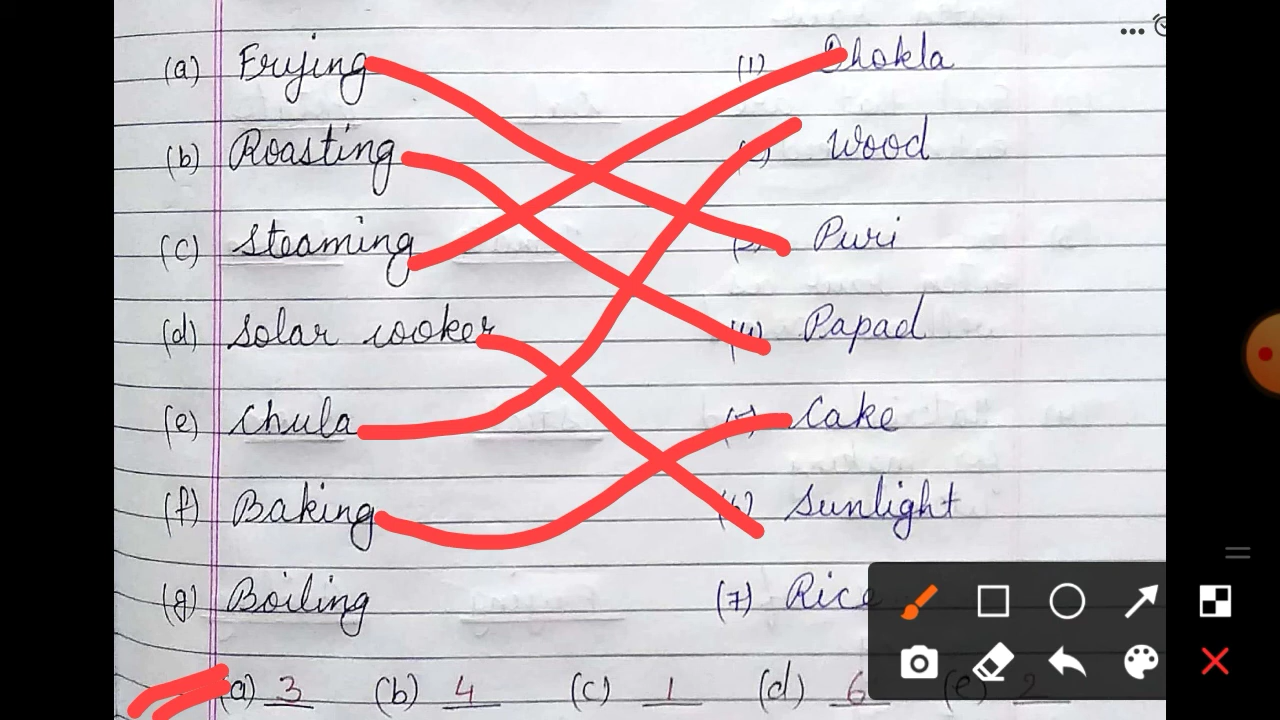 (a) Frying (1) Dhokla
(b) Roasting Wood
(c) Steaming Puri
(d) Solar cooker (4) Papad
(e) Chula Cake
(f) Baking Sunlight
(g) Boiling (7) Rice
(a) 3 (b) 4 (c) 1 (d) 6 (e) 2